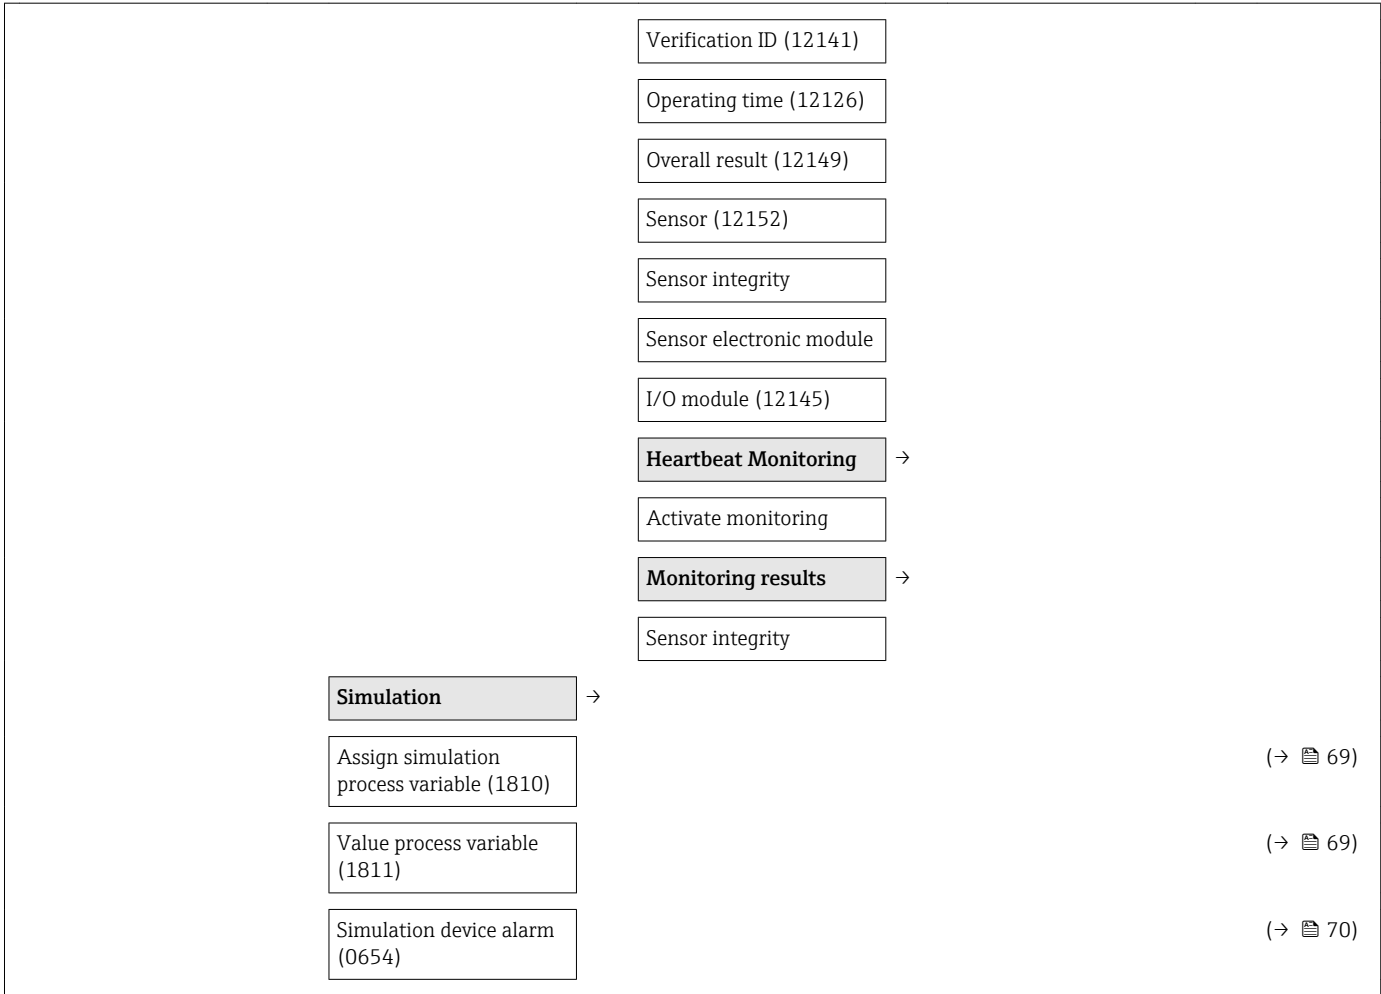 Verification ID (12141)
Operating time (12126)
Overall result (12149)
Sensor (12152)
Sensor integrity
Sensor electronic module
I/O module (12145)
Heartbeat Monitoring →
Activate monitoring
Monitoring results →
Sensor integrity
Simulation →
Assign simulation
process variable (1810)
(→ 🖹 69)
Value process variable
(1811)
(→ 🖹 69)
Simulation device alarm
(0654)
(→ 🖹 70)